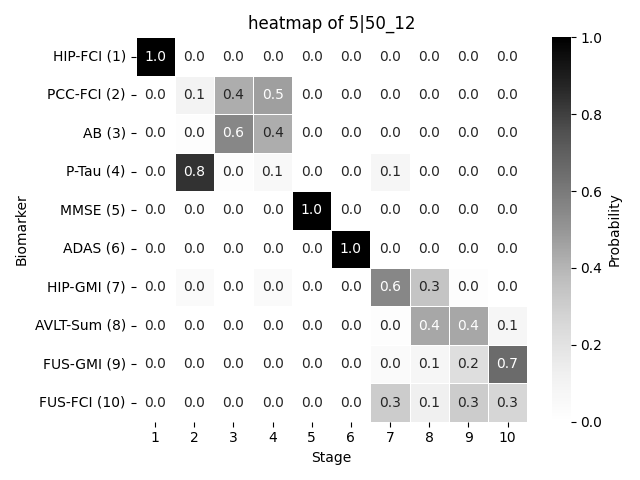 heatmap of 5|50_12
HIP-FCI (1) 1.0 0.0 0.0 0.0 0.0 0.0 0.0 0.0 0.0 0.0
PCC-FCI (2) 0.0 0.1 0.4 0.5 0.0 0.0 0.0 0.0 0.0 0.0
AB (3) 0.0 0.0 0.6 0.4 0.0 0.0 0.0 0.0 0.0 0.0
P-Tau (4) 0.0 0.8 0.0 0.1 0.0 0.0 0.1 0.0 0.0 0.0
MMSE (5) 0.0 0.0 0.0 0.0 1.0 0.0 0.0 0.0 0.0 0.0
ADAS (6) 0.0 0.0 0.0 0.0 0.0 1.0 0.0 0.0 0.0 0.0
HIP-GMI (7) 0.0 0.0 0.0 0.0 0.0 0.0 0.6 0.3 0.0 0.0
AVLT-Sum (8) 0.0 0.0 0.0 0.0 0.0 0.0 0.0 0.4 0.4 0.1
FUS-GMI (9) 0.0 0.0 0.0 0.0 0.0 0.0 0.0 0.1 0.2 0.7
FUS-FCI (10) 0.0 0.0 0.0 0.0 0.0 0.0 0.3 0.1 0.3 0.3
1 2 3 4 5 6 7 8 9 10
Stage
Biomarker
1.0
0.8
0.6
0.4
0.2
0.0
Probability